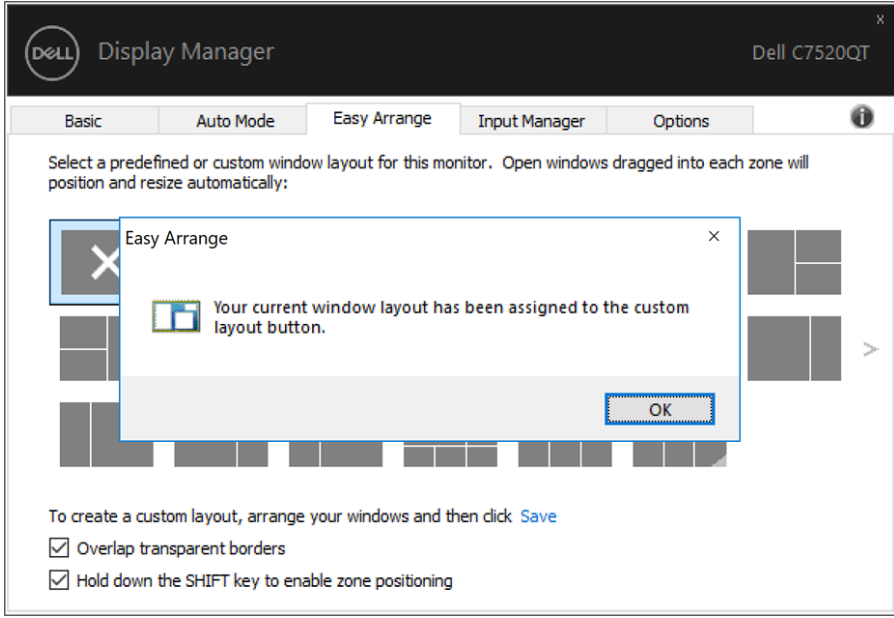 x
DELL
Display Manager
Dell C7520QT
Basic
Auto Mode
Easy Arrange
Input Manager
Options
i
Select a predefined or custom window layout for this monitor. Open windows dragged into each zone will
position and resize automatically:
Easy Arrange
Your current window layout has been assigned to the custom
layout button.
OK
To create a custom layout, arrange your windows and then click Save
Overlap transparent borders
Hold down the SHIFT key to enable zone positioning